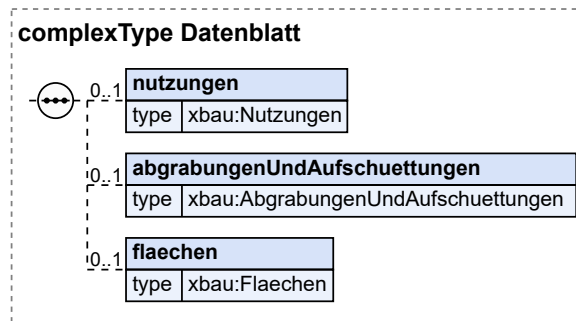 complexType Datenblatt
0..1 nutzungen
type xbau:Nutzungen
0..1 abgrabungenUndAufschuettungen
type xbau:AbgrabungenUndAufschuettungen
0..1 flaechen
type xbau:Flaechen